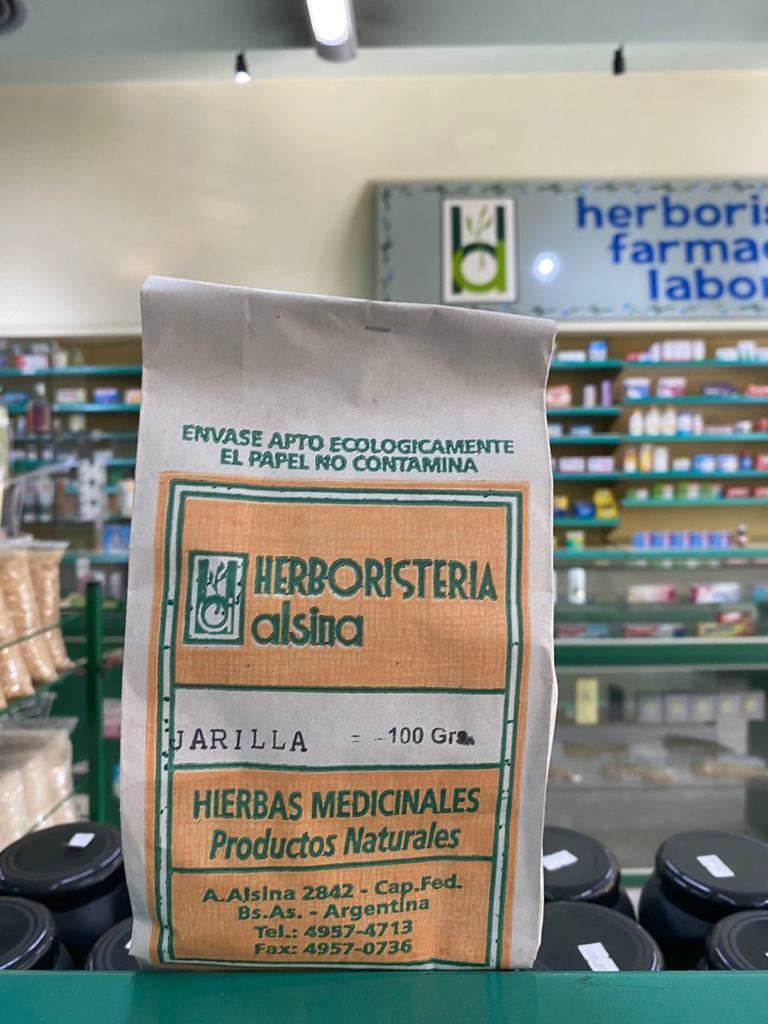 herboris
farmac
labor
ENVASE APTO ECOLOGICAMENTE
EL PAPEL NO CONTAMINA
HERBORISTERIA
alsina
JARILLA = -100 Grs.
HIERBAS MEDICINALES
Productos Naturales
A.Alsina 2842 - Cap.Fed.
Bs.As. - Argentina
Tel.: 4957-4713
Fax: 4957-0736